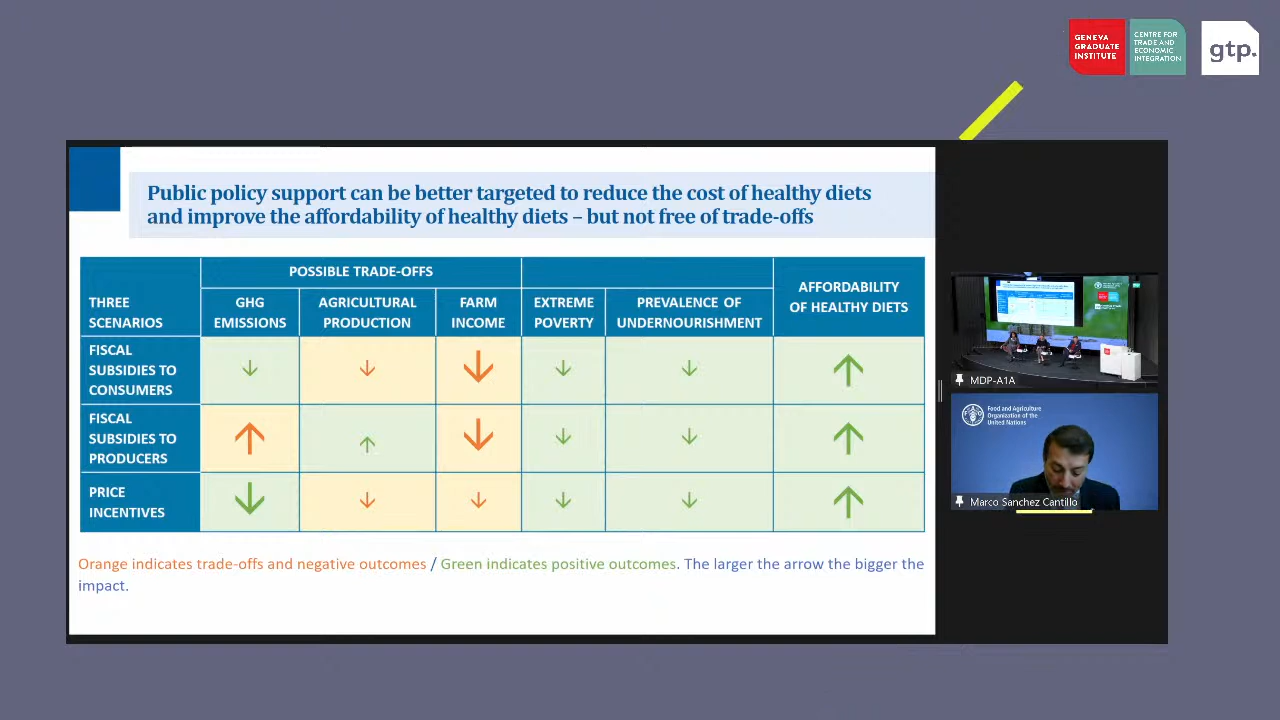 GENEVA
GRADUATE
INSTITUTE
CENTRE FOR
TRADE AND
ECONOMIC
INTEGRATION
gtp.
Public policy support can be better targeted to reduce the cost of healthy diets
and improve the affordability of healthy diets – but not free of trade-offs
THREE
SCENARIOS
POSSIBLE TRADE-OFFS
GHG
EMISSIONS
AGRICULTURAL
PRODUCTION
FARM
INCOME
EXTREME
POVERTY
PREVALENCE OF
UNDERNOURISHMENT
AFFORDABILITY
OF HEALTHY DIETS
FISCAL
SUBSIDIES TO
CONSUMERS
FISCAL
SUBSIDIES TO
PRODUCERS
PRICE
INCENTIVES
Orange indicates trade-offs and negative outcomes / Green indicates positive outcomes. The larger the arrow the bigger the
impact.
MDP-A1A
Food and Agriculture
Organization of the
United Nations
Marco Sanchez Cantillo